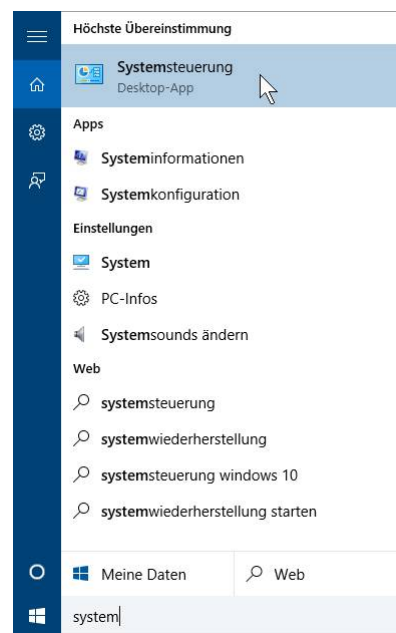 Höchste Übereinstimmung
Systemsteuerung
Desktop-App
Apps
Systeminformationen
Systemkonfiguration
Einstellungen
System
PC-Infos
Systemsounds ändern
Web
systemsteuerung
systemwiederherstellung
systemsteuerung windows 10
systemwiederherstellung starten
Meine Daten
Web
system